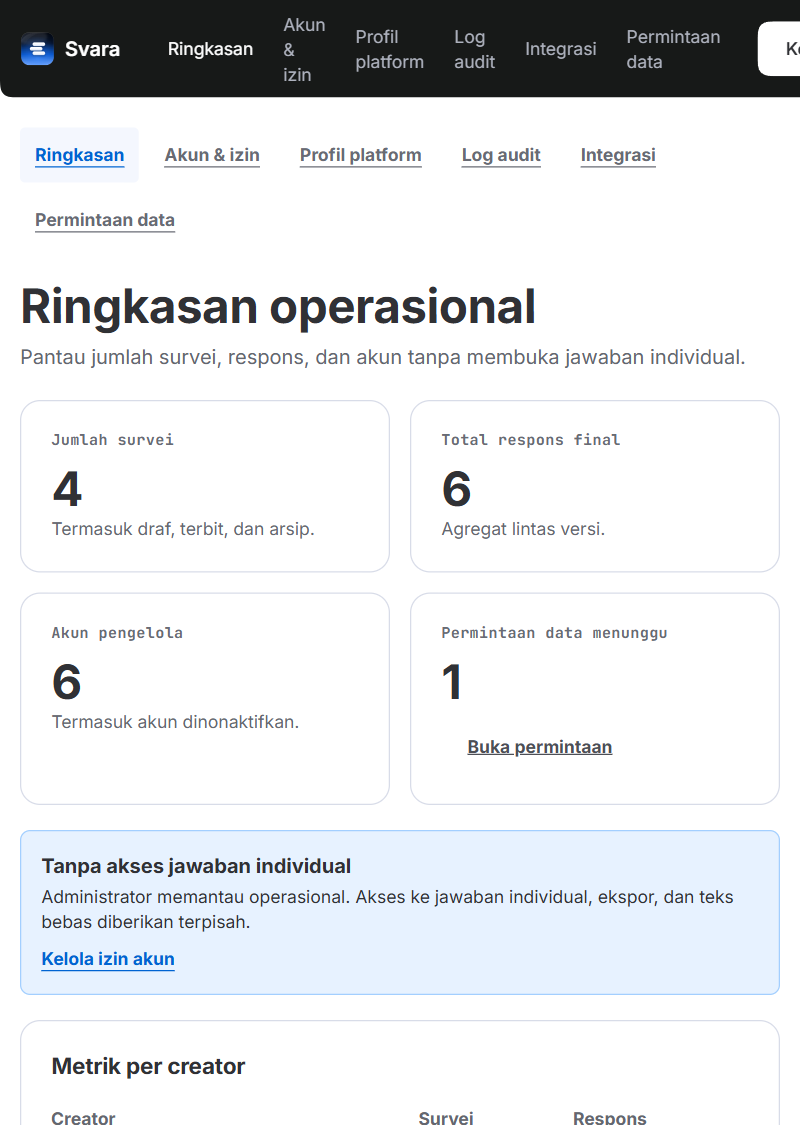 Svara
Ringkasan
Akun
&
izin
Profil
platform
Log
audit
Integrasi
Permintaan
data
Ringkasan
Akun & izin
Profil platform
Log audit
Integrasi
Permintaan data
Ringkasan operasional
Pantau jumlah survei, respons, dan akun tanpa membuka jawaban individual.
Jumlah survei
4
Termasuk draf, terbit, dan arsip.
Total respons final
6
Agregat lintas versi.
Akun pengelola
6
Termasuk akun dinonaktifkan.
Permintaan data menunggu
1
Buka permintaan
Tanpa akses jawaban individual
Administrator memantau operasional. Akses ke jawaban individual, ekspor, dan teks
bebas diberikan terpisah.
Kelola izin akun
Metrik per creator
Creator Survei Respons